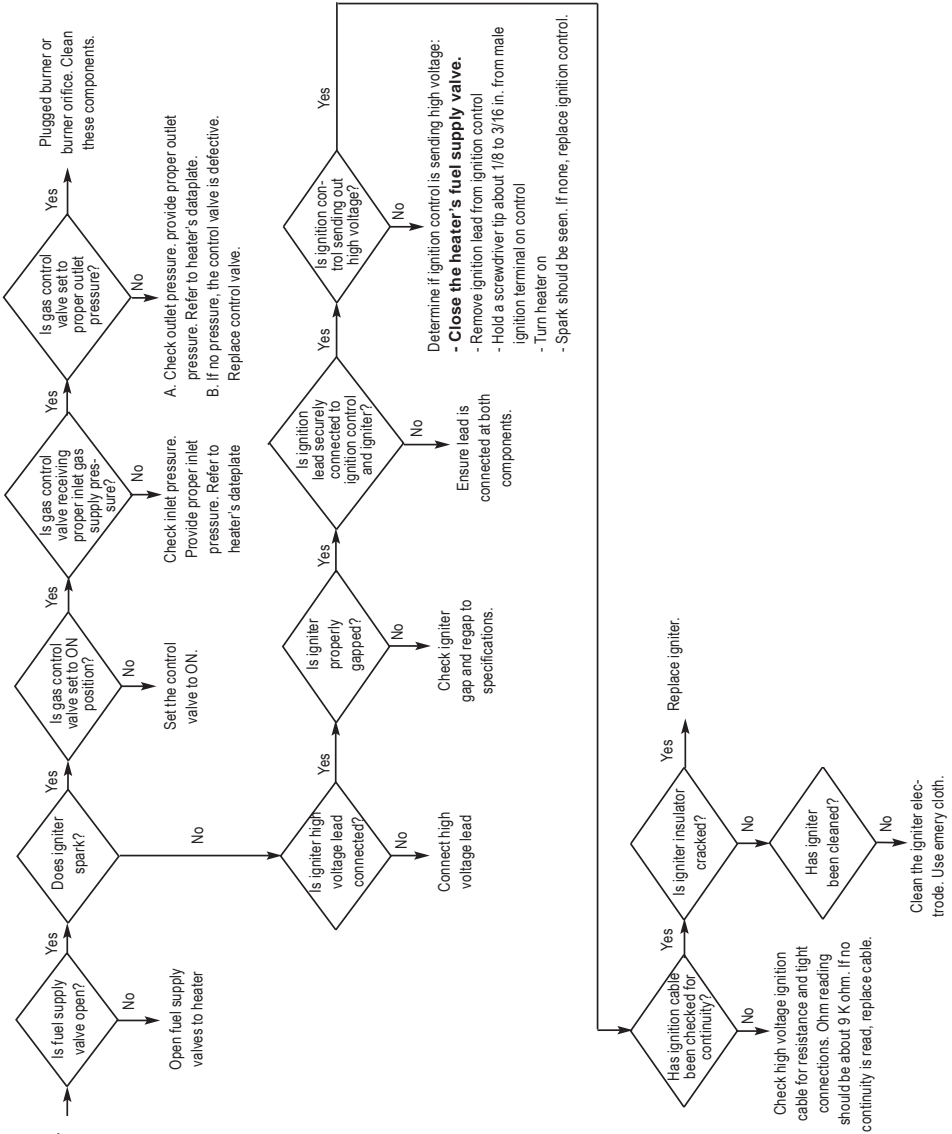 Is fuel supply
valve open?
Yes
No
Open fuel supply
valves to heater
Does igniter
spark?
Yes
No
Is gas control
valve set to ON
position?
Yes
No
Set the control
valve to ON.
Is gas control
valve receiving
proper inlet gas
supply pres-
sure?
Yes
No
Check inlet pressure.
Provide proper inlet
pressure. Refer to
heater's dateplate
Is gas control
valve set to
proper outlet
pressure?
Yes
No
A. Check outlet pressure. provide proper outlet
pressure. Refer to heater's dataplate.
B. If no pressure, the control valve is defective.
Replace control valve.
Plugged burner or
burner orifice. Clean
these components.
Is igniter high
voltage lead
connected?
Yes
No
Connect high
voltage lead
Is igniter
properly
gapped?
Yes
No
Check igniter
gap and regap to
specifications.
Is ignition
lead securely
connected to
ignition control
and igniter?
Yes
No
Ensure lead is
connected at both
components.
Is ignition con-
trol sending out
high voltage?
Yes
No
Determine if ignition control is sending high voltage:
- Close the heater's fuel supply valve.
- Remove ignition lead from ignition control
- Hold a screwdriver tip about 1/8 to 3/16 in. from male
ignition terminal on control
- Turn heater on
- Spark should be seen. If none, replace ignition control.
Has ignition cable
been checked for
continuity?
Yes
No
Check high voltage ignition
cable for resistance and tight
connections. Ohm reading
should be about 9 K ohm. If no
continuity is read, replace cable.
Is igniter insulator
cracked?
Yes
Replace igniter.
No
Has igniter
been cleaned?
No
Clean the igniter elec-
trode. Use emery cloth.